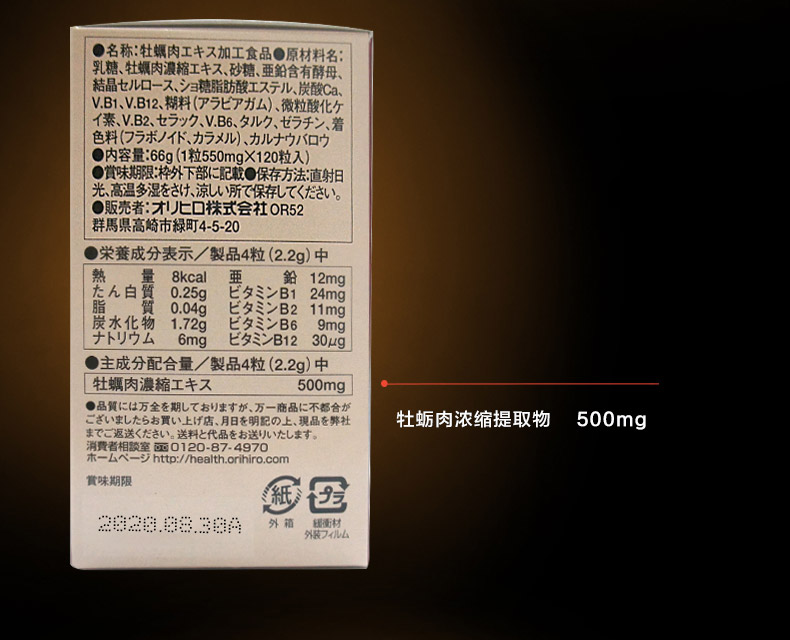 ●名称:牡蠣肉エキス加工食品●原材料名:
乳糖、牡蠣肉濃縮エキス、砂糖、亜鉛含有酵母、
結晶セルロース、ショ糖脂肪酸エステル、炭酸Ca、
V.B1、V.B12、糊料(アラビアガム)、微粒酸化ケ
イ素、V.B2、セラック、V.B6、タルク、ゼラチン、着
色料(フラボノイド、カラメル)、カルナウバロウ
●内容量:66g(1粒550mg×120粒入)
●賞味期限:枠外下部に記載●保存方法:直射日
光、高温多湿をさけ、涼しい所で保存してください。
●販売者:オリヒロ株式会社 OR52
群馬県高崎市緑町4-5-20
●栄養成分表示/製品4粒(2.2g)中
熱量 8kcal 亜鉛 12mg
たん白質 0.25g ビタミンB1 24mg
脂質 0.04g ビタミンB2 11mg
炭水化物 1.72g ビタミンB6 9mg
ナトリウム 6mg ビタミンB12 30μg
●主成分配合量/製品4粒(2.2g)中
牡蠣肉濃縮エキス 500mg
●品質には万全を期しておりますが、万一商品に不都合が
ございましたらお買い上げ店、月日を明記の上、現品を弊社
までご返送ください。送料と代品をお送りいたします。
消費者相談室 0120-87-4970
ホームページ http://health.orihiro.com
賞味期限
紙 プラ
外箱 緩衝材
外装フィルム
2020.08.30A
牡蛎肉浓缩提取物 500mg